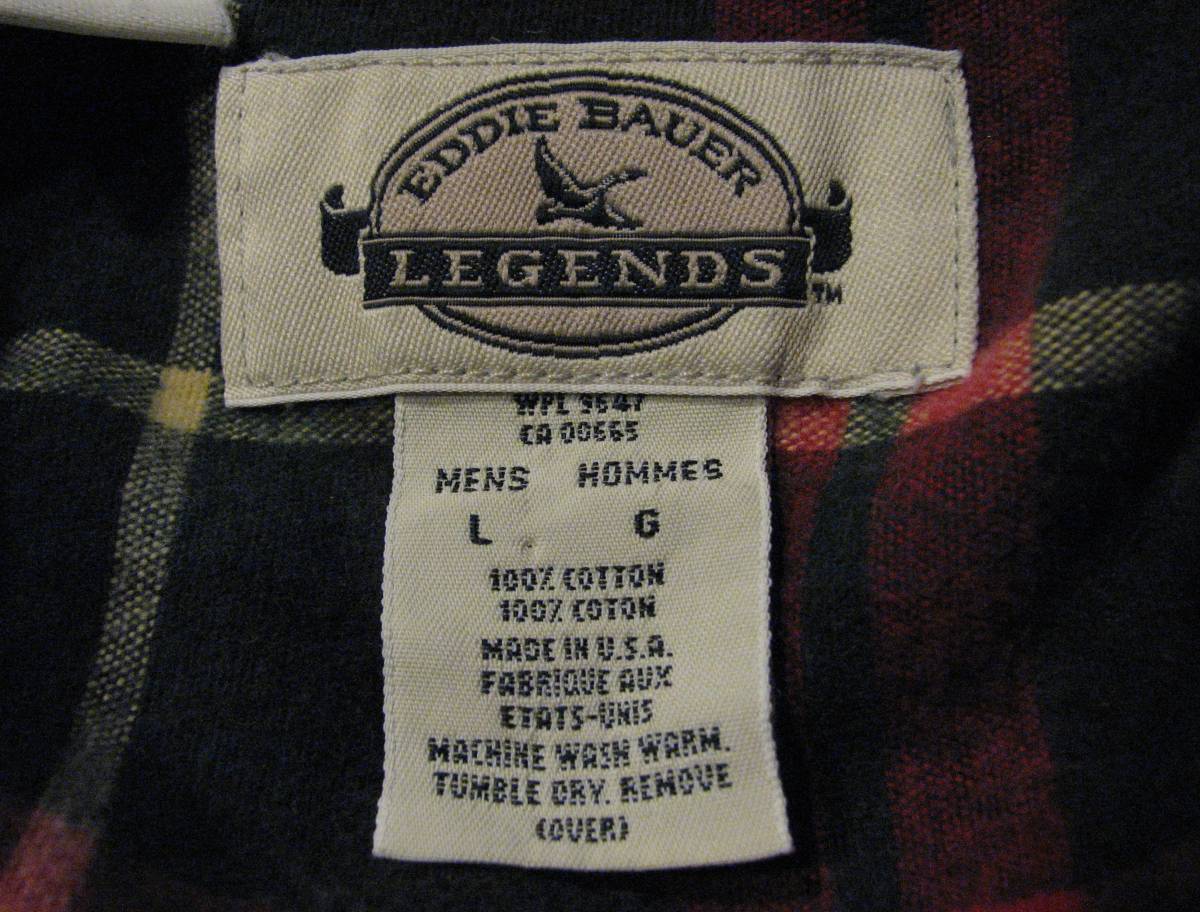 EDDIE BAUER
LEGENDS
TM
WPL 9647
CA 00665
MENS HOMMES
L G
100% COTTON
100% COTON
MADE IN U.S.A.
FABRIQUE AUX
ETATS-UNIS
MACHINE WASH WARM.
TUMBLE DRY. REMOVE
(OVER)